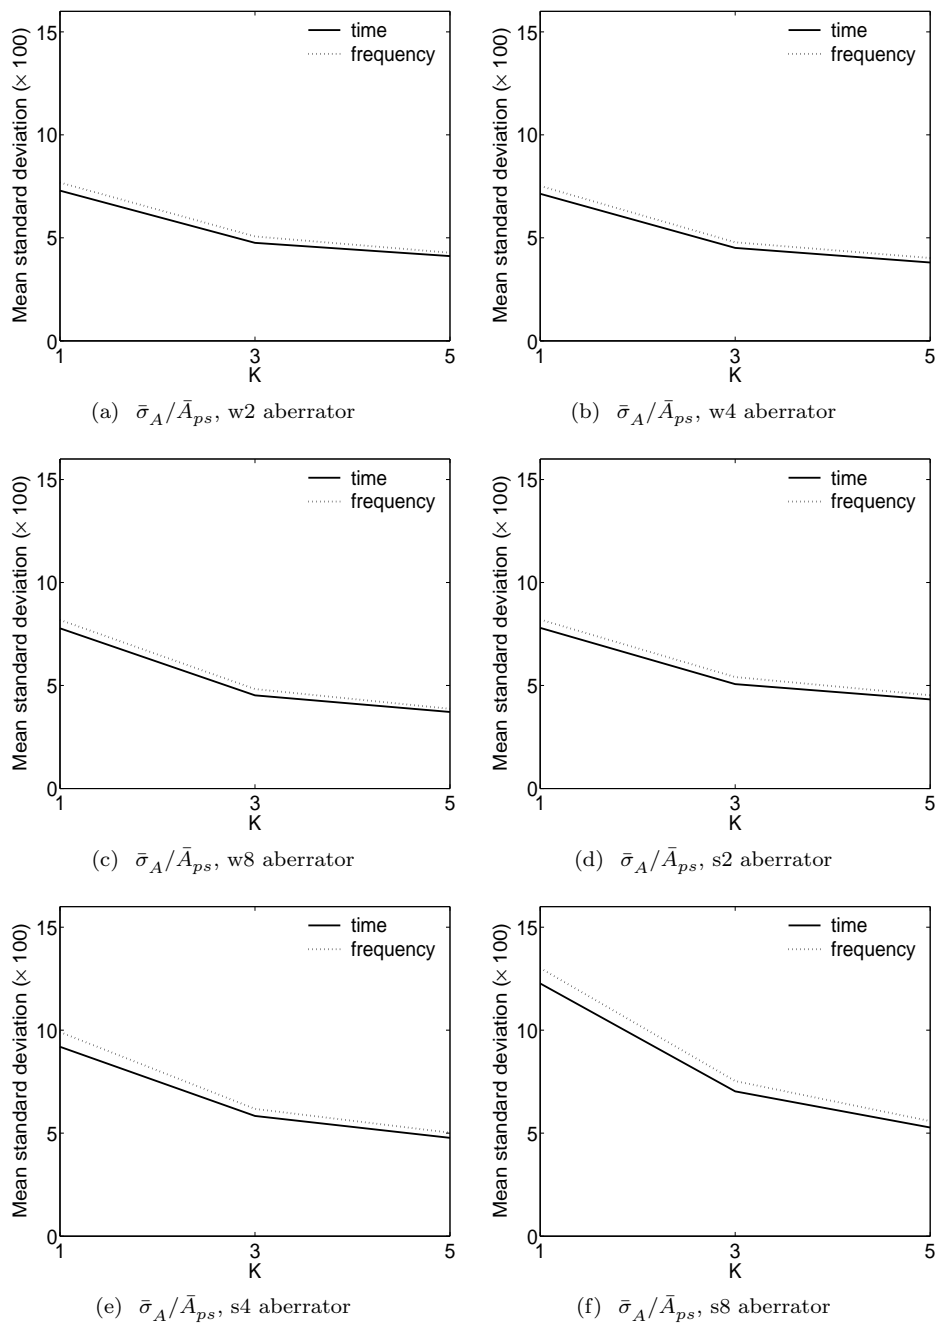 Mean standard deviation (× 100)
15
10
5
0
time
frequency
1
3
5
K
(a) σ̄_A/Ā_ps, w2 aberrator
Mean standard deviation (× 100)
15
10
5
0
time
frequency
1
3
5
K
(b) σ̄_A/Ā_ps, w4 aberrator
Mean standard deviation (× 100)
15
10
5
0
time
frequency
1
3
5
K
(c) σ̄_A/Ā_ps, w8 aberrator
Mean standard deviation (× 100)
15
10
5
0
time
frequency
1
3
5
K
(d) σ̄_A/Ā_ps, s2 aberrator
Mean standard deviation (× 100)
15
10
5
0
time
frequency
1
3
5
K
(e) σ̄_A/Ā_ps, s4 aberrator
Mean standard deviation (× 100)
15
10
5
0
time
frequency
1
3
5
K
(f) σ̄_A/Ā_ps, s8 aberrator